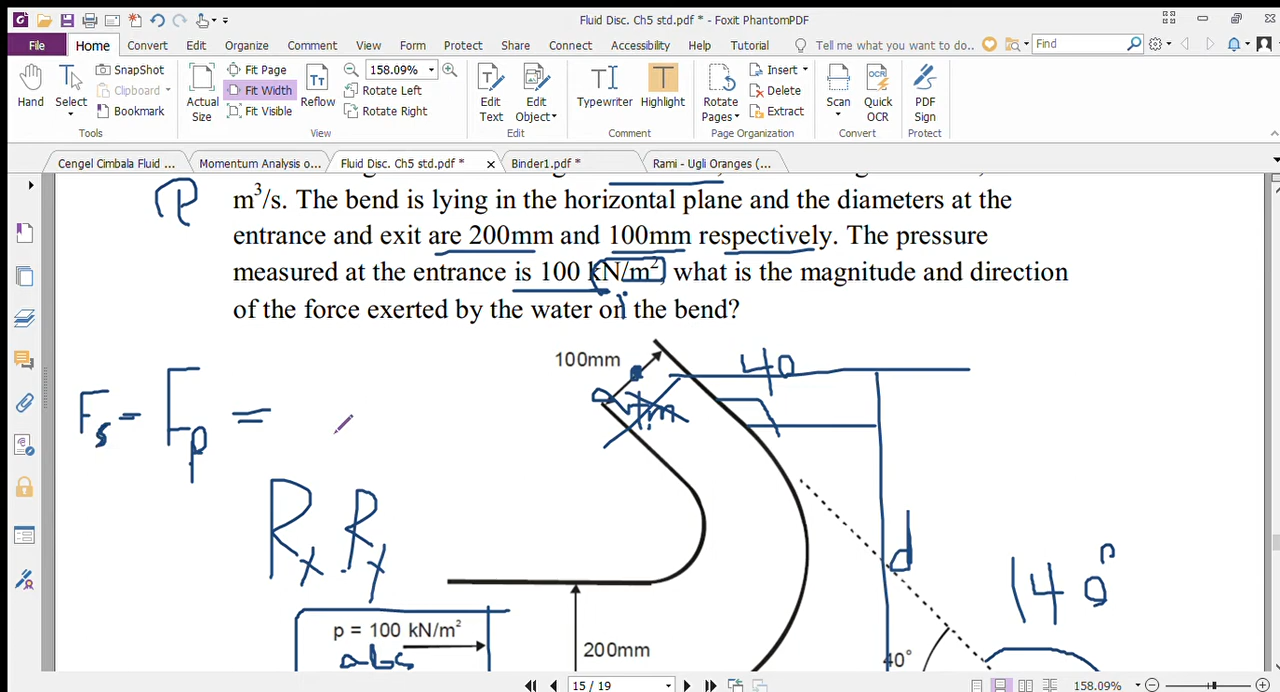 Fluid Disc. Ch5 std.pdf * - Foxit PhantomPDF
File Home Convert Edit Organize Comment View Form Protect Share Connect Accessibility Help Tutorial Tell me what you want to do.. Find
Hand Select SnapShot Clipboard Bookmark
Actual Size Fit Page Fit Width Fit Visible Reflow 158.09% Rotate Left Rotate Right
Edit Text Edit Object Typewriter Highlight
Rotate Pages Insert Delete Extract
Scan Quick OCR PDF Sign
Tools View Edit Comment Page Organization Convert Protect
Cengel Cimbala Fluid ... Momentum Analysis o... Fluid Disc. Ch5 std.pdf * Binder1.pdf * Rami - Ugli Oranges (...
P
m³/s. The bend is lying in the horizontal plane and the diameters at the
entrance and exit are 200mm and 100mm respectively. The pressure
measured at the entrance is 100 kN/m², what is the magnitude and direction
of the force exerted by the water on the bend?
100mm
40
Fs = Fp =
Rx Ry
d
140°
p = 100 kN/m²
abs
200mm
40°
15 / 19 158.09%